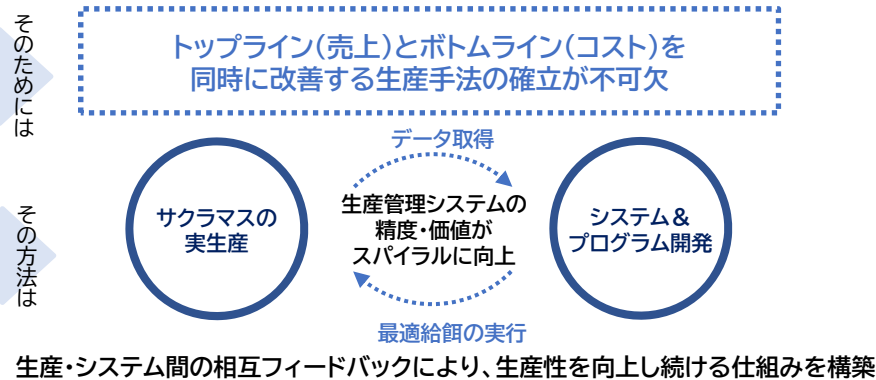 そのためには
トップライン(売上)とボトムライン(コスト)を
同時に改善する生産手法の確立が不可欠
その方法は
データ取得
サクラマスの
実生産
生産管理システムの
精度・価値が
スパイラルに向上
システム&
プログラム開発
最適給餌の実行
生産・システム間の相互フィードバックにより、生産性を向上し続ける仕組みを構築